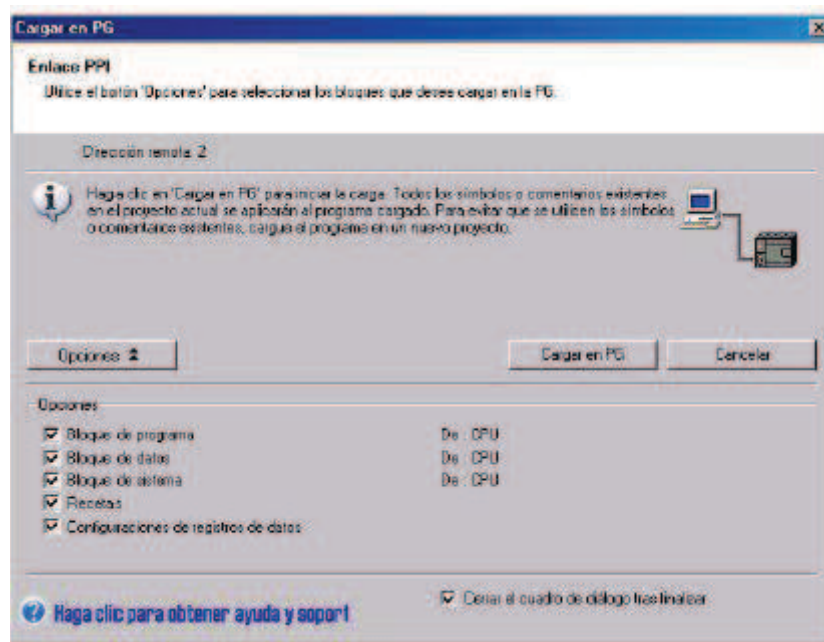 Cargar en PG
Enlace PPI
Utilice el botón 'Opciones' para seleccionar los bloques que desee cargar en la PG.
Dirección remota: 2
Haga clic en 'Cargar en PG' para iniciar la carga. Todos los símbolos o comentarios existentes
en el proyecto actual se aplicarán al programa cargado. Para evitar que se utilicen los símbolos
o comentarios existentes, cargue el programa en un nuevo proyecto.
Opciones
Cargar en PG
Cancelar
Opciones
Bloque de programa De : CPU
Bloque de datos De : CPU
Bloque de sistema De : CPU
Recetas
Configuraciones de registros de datos
Haga clic para obtener ayuda y soport
Cerrar el cuadro de diálogo tras finalizar